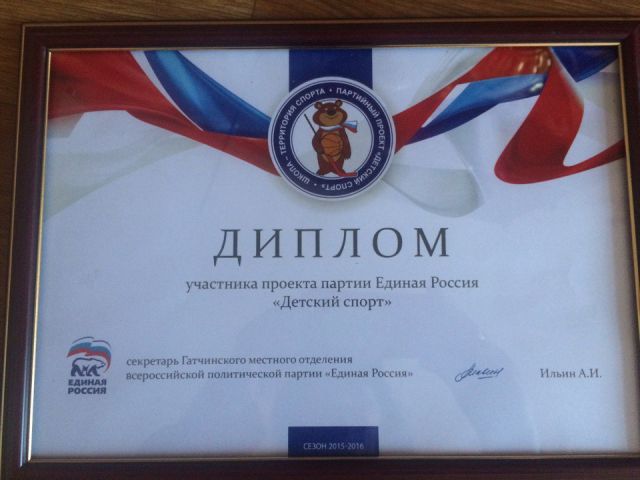 ШКОЛА – ТЕРРИТОРИЯ СПОРТА • ПАРТИЙНЫЙ ПРОЕКТ «ДЕТСКИЙ СПОРТ» •
ДИПЛОМ
участника проекта партии Единая Россия
«Детский спорт»
ЕДИНАЯ
РОССИЯ
секретарь Гатчинского местного отделения
всероссийской политической партии «Единая Россия»
Ильин А.И.
СЕЗОН 2015-2016